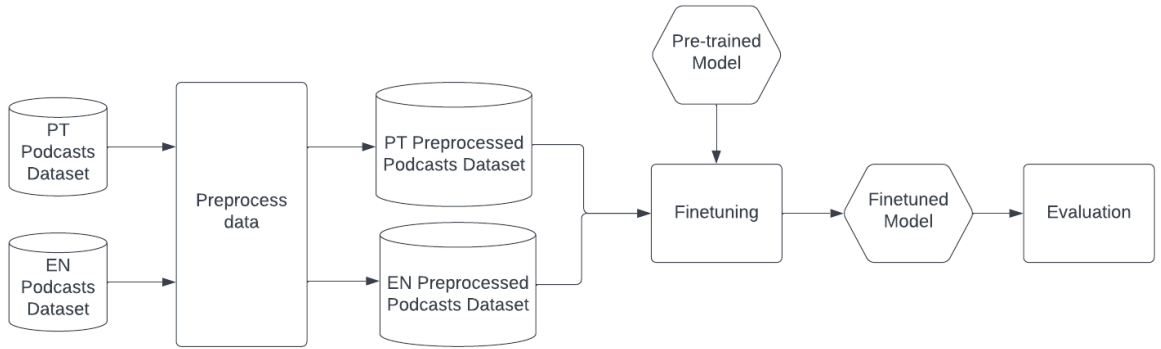 PT
Podcasts
Dataset
EN
Podcasts
Dataset
Preprocess
data
PT Preprocessed
Podcasts Dataset
EN Preprocessed
Podcasts Dataset
Pre-trained
Model
Finetuning
Finetuned
Model
Evaluation